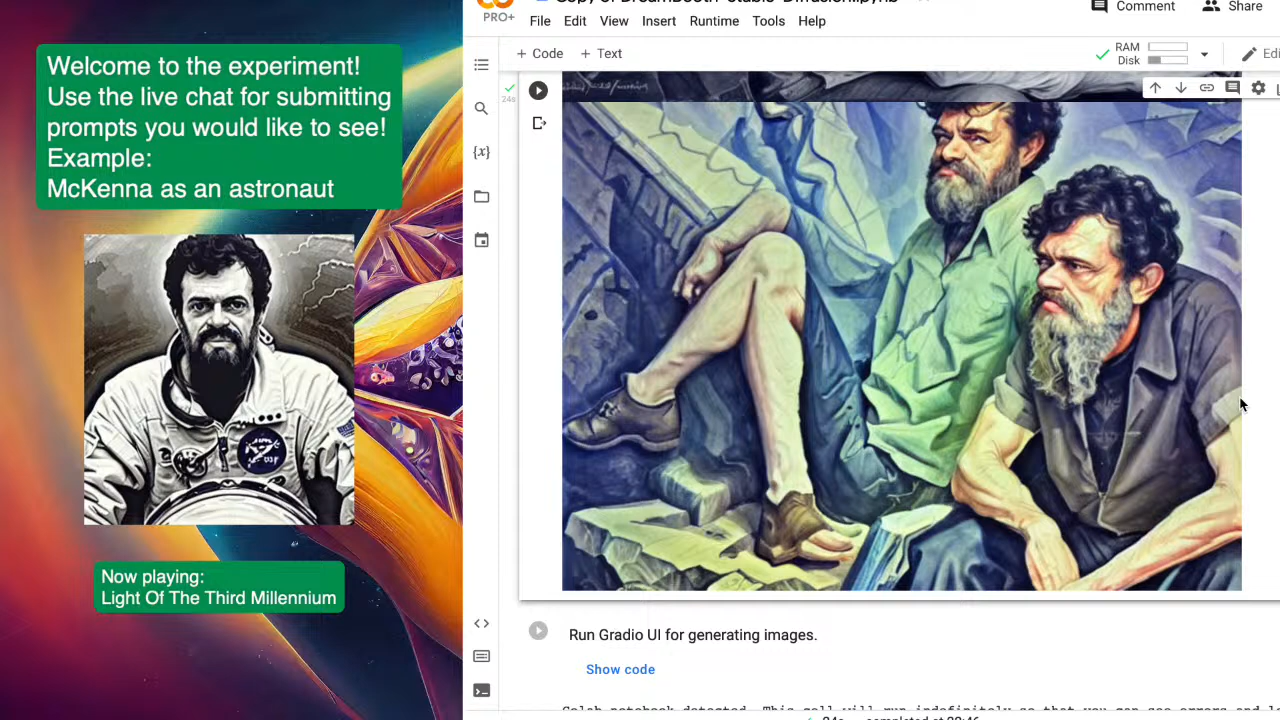 Welcome to the experiment!
Use the live chat for submitting
prompts you would like to see!
Example:
McKenna as an astronaut
Now playing:
Light Of The Third Millennium
PRO+
File Edit View Insert Runtime Tools Help
Comment Share
+ Code + Text
RAM
Disk
24s
{x}
Run Gradio UI for generating images.
Show code